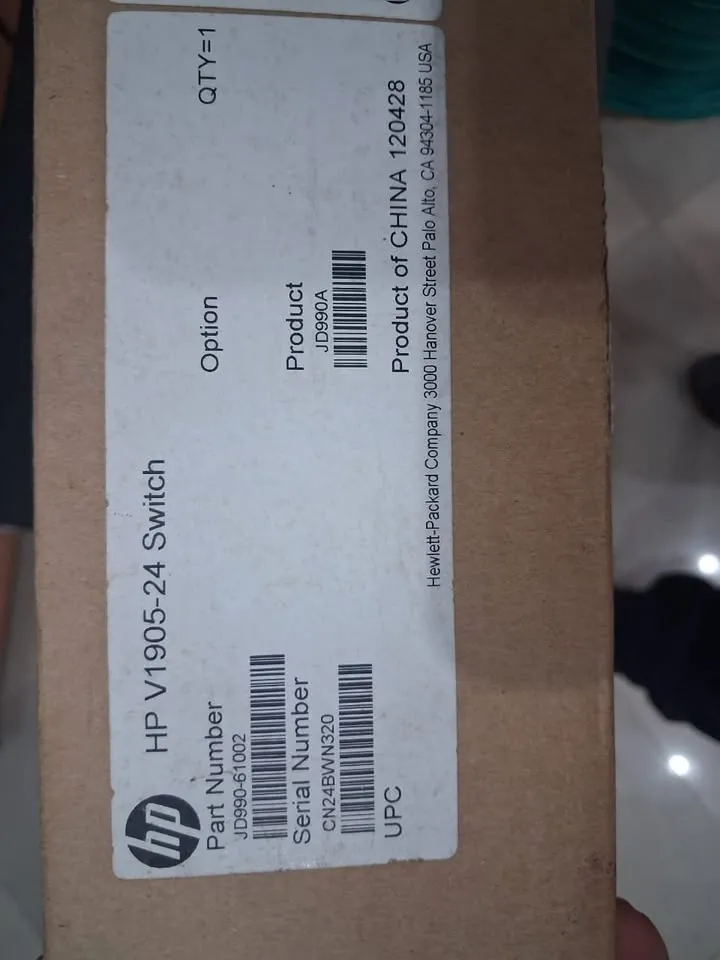 hp
HP V1905-24 Switch
Part Number
JD990-61002
Option
QTY=1
Serial Number
CN24BWN320
Product
JD990A
UPC
Product of CHINA 120428
Hewlett-Packard Company 3000 Hanover Street Palo Alto, CA 94304-1185 USA